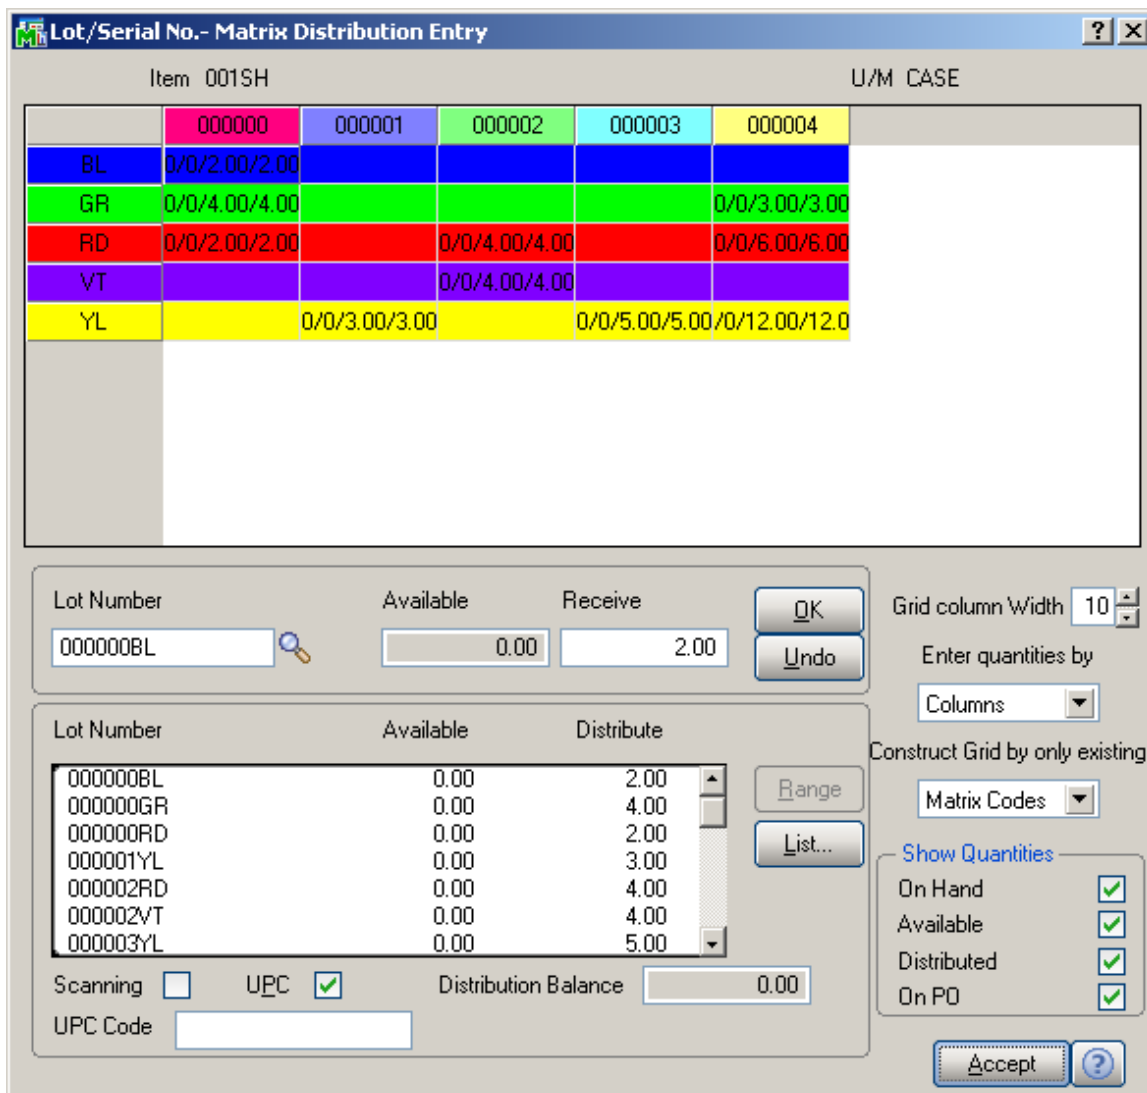 Lot/Serial No.- Matrix Distribution Entry
Item 001SH U/M CASE
000000 000001 000002 000003 000004
BL 0/0/2.00/2.00
GR 0/0/4.00/4.00 0/0/3.00/3.00
RD 0/0/2.00/2.00 0/0/4.00/4.00 0/0/6.00/6.00
VT 0/0/4.00/4.00
YL 0/0/3.00/3.00 0/0/5.00/5.00 /0/12.00/12.0
Lot Number Available Receive
000000BL 0.00 2.00
OK
Undo
Grid column Width 10
Enter quantities by
Columns
Construct Grid by only existing
Matrix Codes
Lot Number Available Distribute
000000BL 0.00 2.00
000000GR 0.00 4.00
000000RD 0.00 2.00
000001YL 0.00 3.00
000002RD 0.00 4.00
000002VT 0.00 4.00
000003YL 0.00 5.00
Range
List...
Show Quantities
On Hand
Available
Distributed
On PO
Scanning UPC Distribution Balance 0.00
UPC Code
Accept